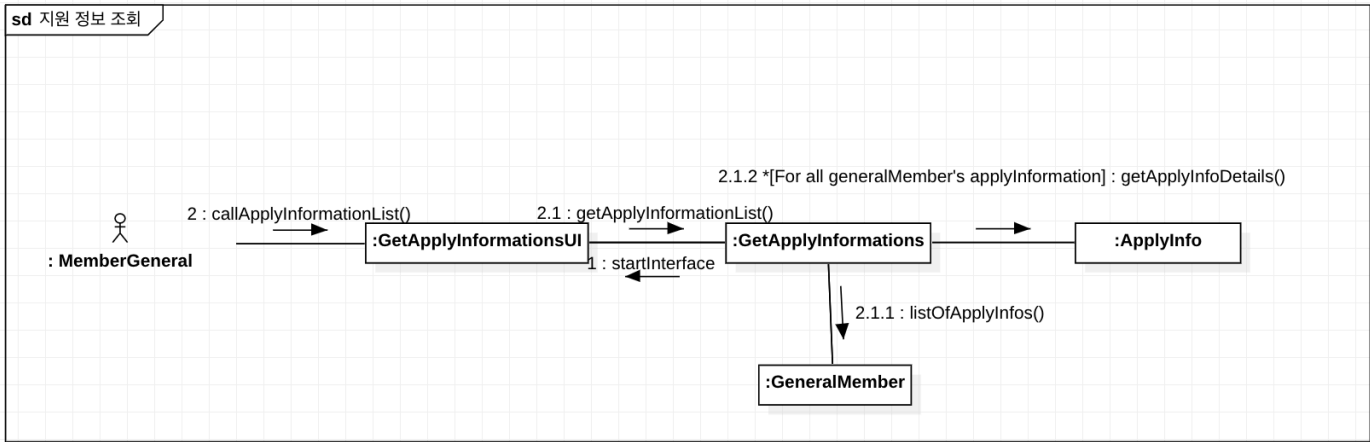 sd 지원 정보 조회
2.1.2 *[For all generalMember's applyInformation] : getApplyInfoDetails()
2 : callApplyInformationList()
2.1 : getApplyInformationList()
: MemberGeneral
:GetApplyInformationsUI
:GetApplyInformations
:ApplyInfo
1 : startInterface
2.1.1 : listOfApplyInfos()
:GeneralMember